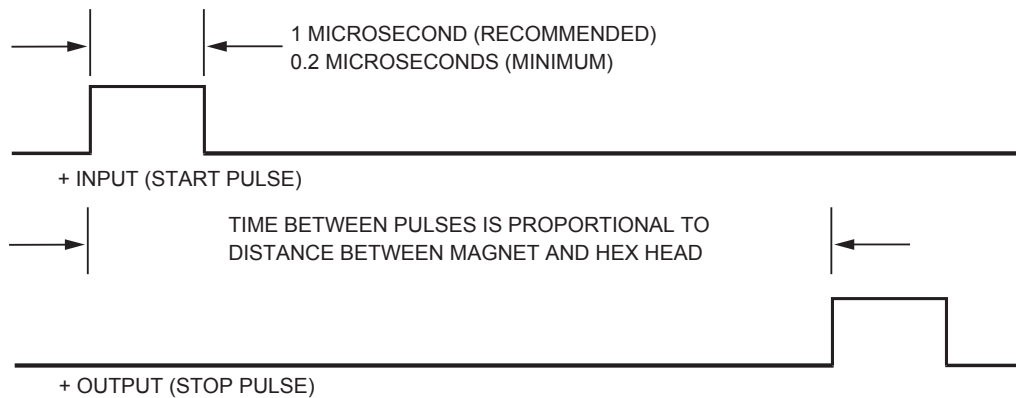 1 MICROSECOND (RECOMMENDED)
0.2 MICROSECONDS (MINIMUM)
+ INPUT (START PULSE)
TIME BETWEEN PULSES IS PROPORTIONAL TO
DISTANCE BETWEEN MAGNET AND HEX HEAD
+ OUTPUT (STOP PULSE)